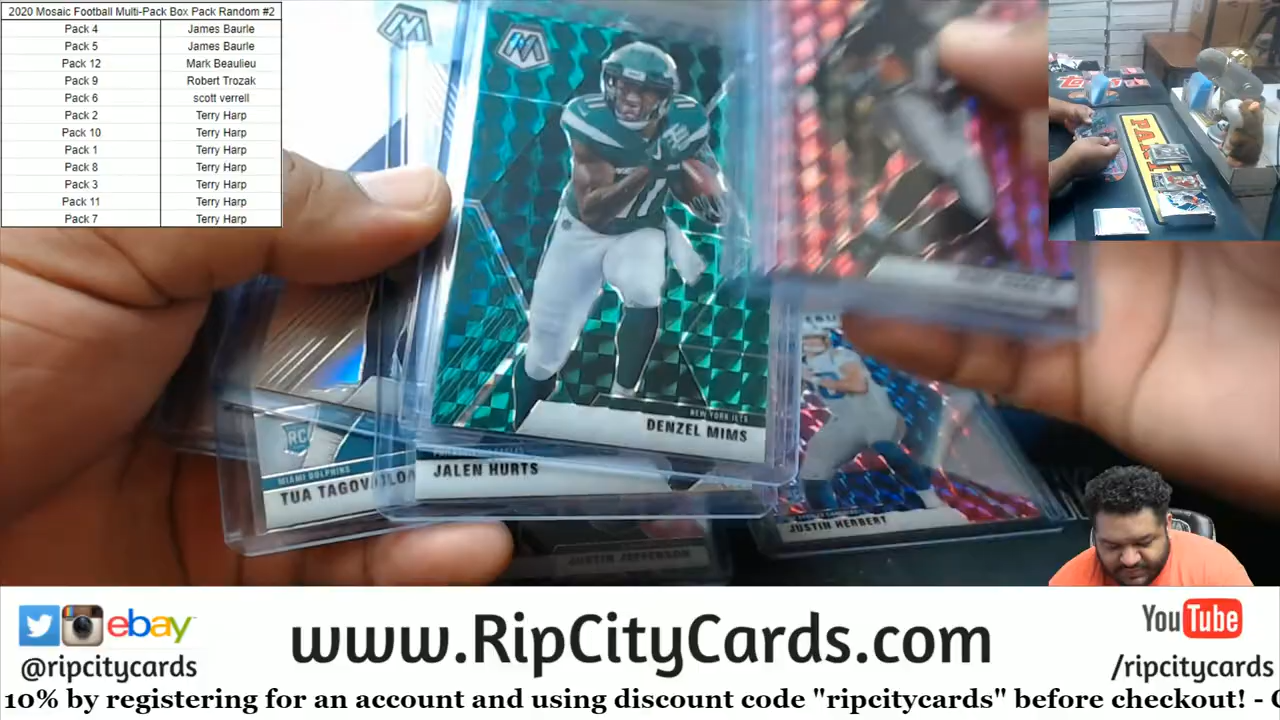 2020 Mosaic Football Multi-Pack Box Pack Random #2
Pack 4 James Baurle
Pack 5 James Baurle
Pack 12 Mark Beaulieu
Pack 9 Robert Trozak
Pack 6 scott verrell
Pack 2 Terry Harp
Pack 10 Terry Harp
Pack 1 Terry Harp
Pack 8 Terry Harp
Pack 3 Terry Harp
Pack 11 Terry Harp
Pack 7 Terry Harp
NEW YORK JETS
DENZEL MIMS
JALEN HURTS
RC
MIAMI DOLPHINS
TUA TAGOVAILOA
JUSTIN HERBERT
JUSTIN JEFFERSON
ebay
@ripcitycards
www.RipCityCards.com
YouTube
/ripcitycards
10% by registering for an account and using discount code "ripcitycards" before checkout! -